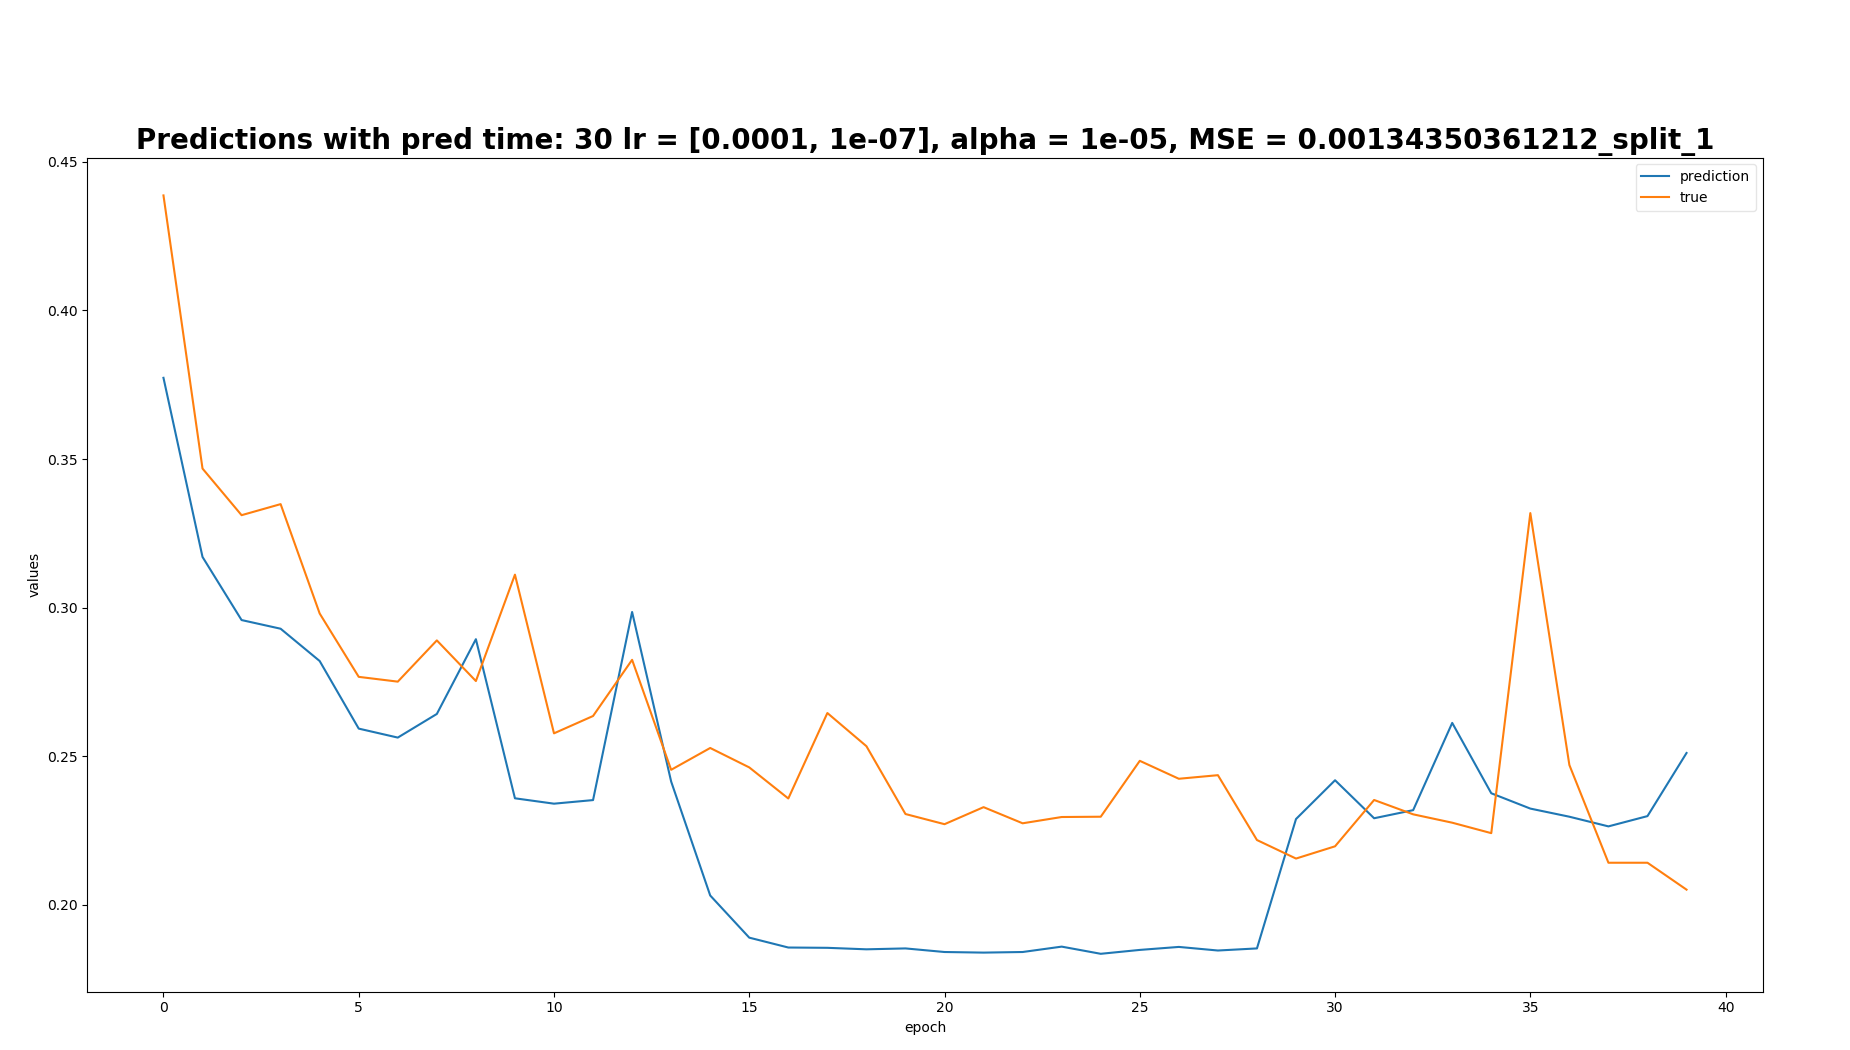 Predictions with pred time: 30 lr = [0.0001, 1e-07], alpha = 1e-05, MSE = 0.00134350361212_split_1
prediction
true
values
0.45
0.40
0.35
0.30
0.25
0.20
0 5 10 15 20 25 30 35 40
epoch